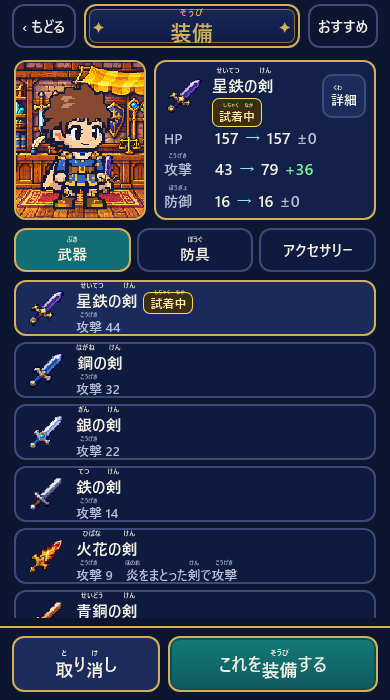 ‹ もどる
そうび
装備
おすすめ
せいてつ けん
星鉄の剣
しちゃく なか
試着中
くわ
詳細
HP 157 → 157 ±0
こうげき
攻撃 43 → 79 +36
ぼうぎょ
防御 16 → 16 ±0
ぶき
武器
ぼうぐ
防具
アクセサリー
せいてつ けん
星鉄の剣
しちゃく なか
試着中
こうげき
攻撃 44
はがね けん
鋼の剣
こうげき
攻撃 32
ぎん けん
銀の剣
こうげき
攻撃 22
てつ けん
鉄の剣
こうげき
攻撃 14
ひばな けん
火花の剣
こうげき ほのお けん こうげき
攻撃 9 炎をまとった剣で攻撃
せいどう けん
青銅の剣
と け
取り消し
そうび
これを装備する